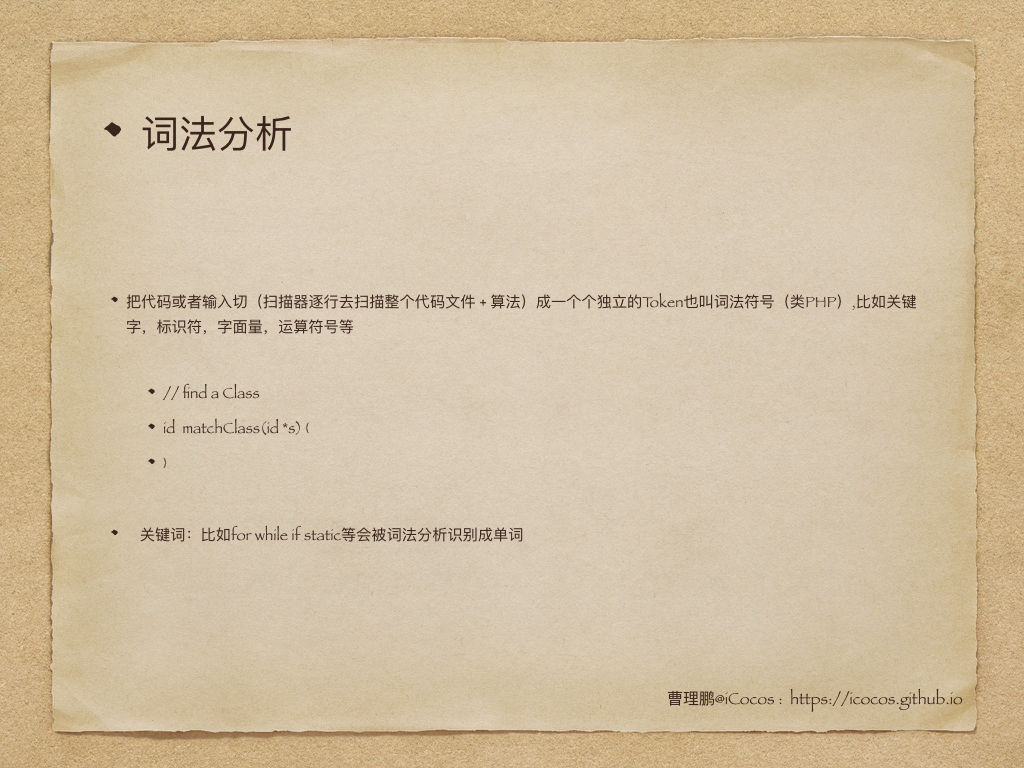 词法分析
把代码或者输入切（扫描器逐行去扫描整个代码文件 + 算法）成一个个独立的Token也叫词法符号（类PHP）,比如关键
字，标识符，字面量，运算符号等
// find a Class
id  matchClass(id *s) {
}
关键词：比如for while if static等会被词法分析识别成单词
曹理鹏@iCocos :  https://icocos.github.io